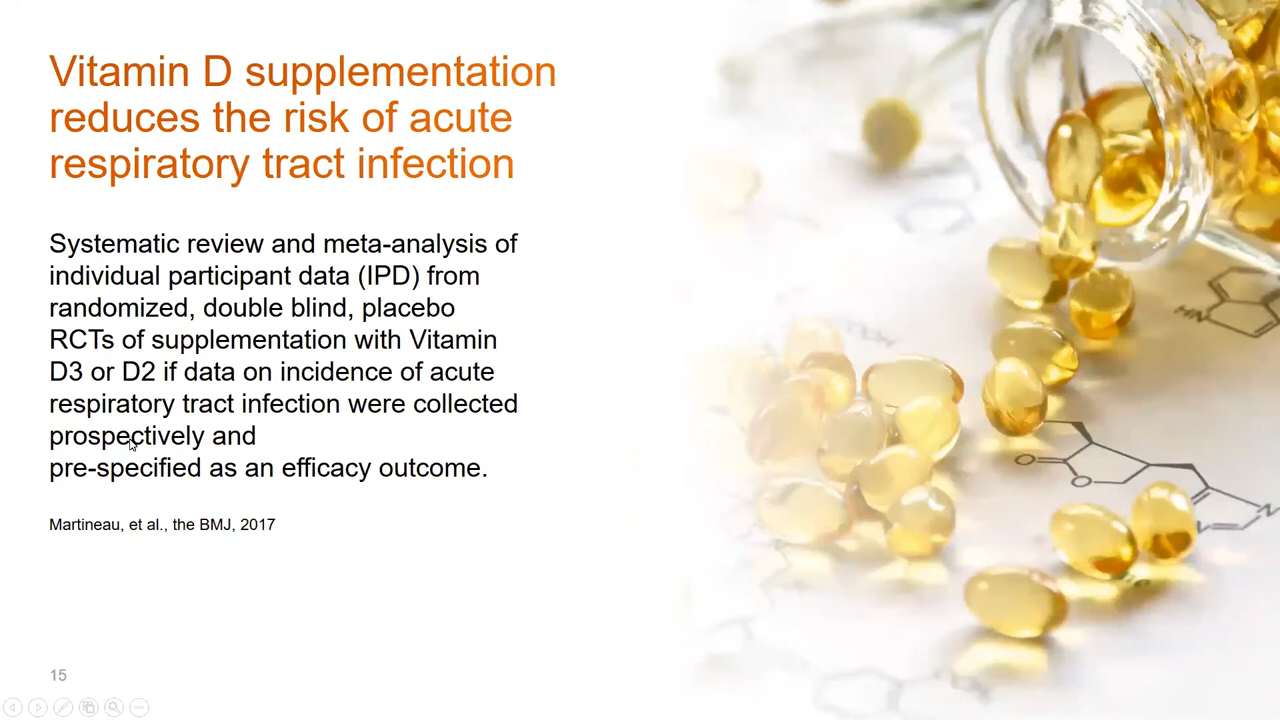 Vitamin D supplementation
reduces the risk of acute
respiratory tract infection
Systematic review and meta-analysis of
individual participant data (IPD) from
randomized, double blind, placebo
RCTs of supplementation with Vitamin
D3 or D2 if data on incidence of acute
respiratory tract infection were collected
prospectively and
pre-specified as an efficacy outcome.
Martineau, et al., the BMJ, 2017
HN
O
O
N
15